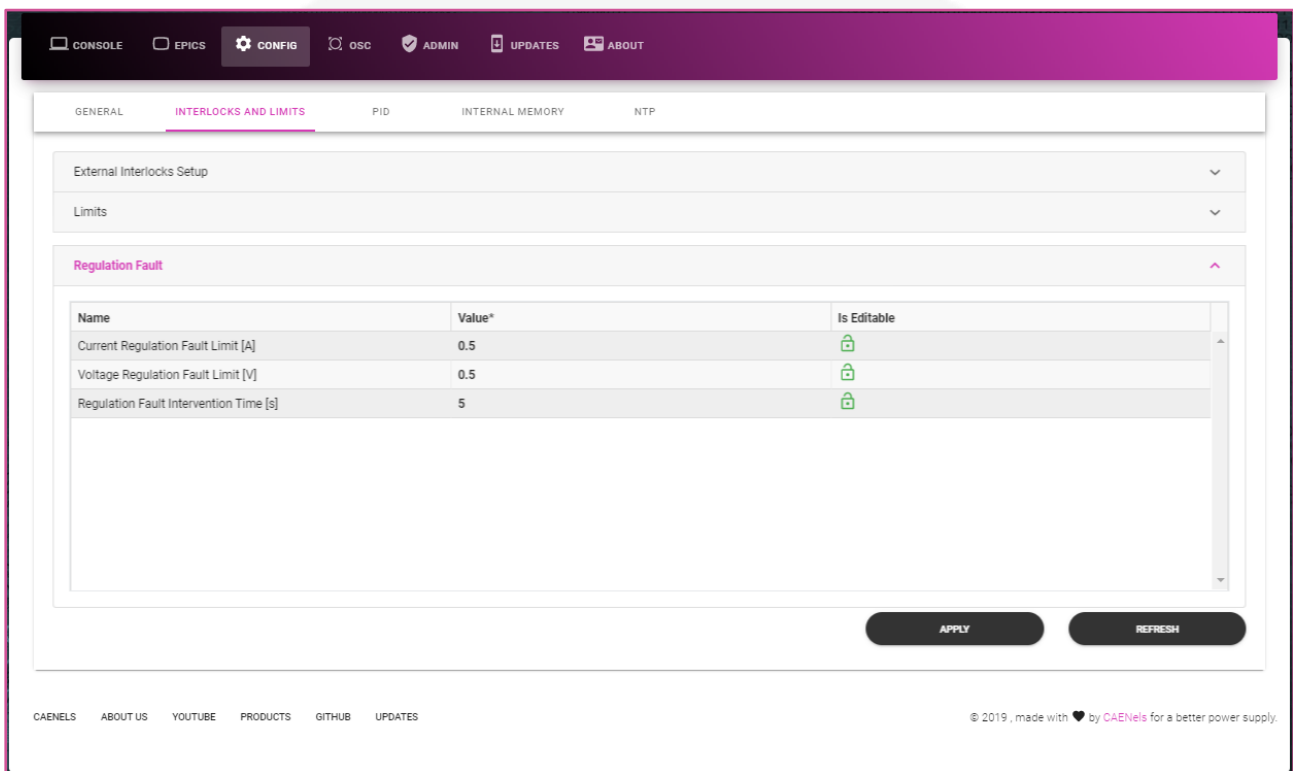 CONSOLE EPICS CONFIG OSC ADMIN UPDATES ABOUT
GENERAL INTERLOCKS AND LIMITS PID INTERNAL MEMORY NTP
External Interlocks Setup
Limits
Regulation Fault
Name Value* Is Editable
Current Regulation Fault Limit [A] 0.5
Voltage Regulation Fault Limit [V] 0.5
Regulation Fault Intervention Time [s] 5
APPLY REFRESH
CAENELS ABOUT US YOUTUBE PRODUCTS GITHUB UPDATES © 2019 , made with ♥ by CAENels for a better power supply.